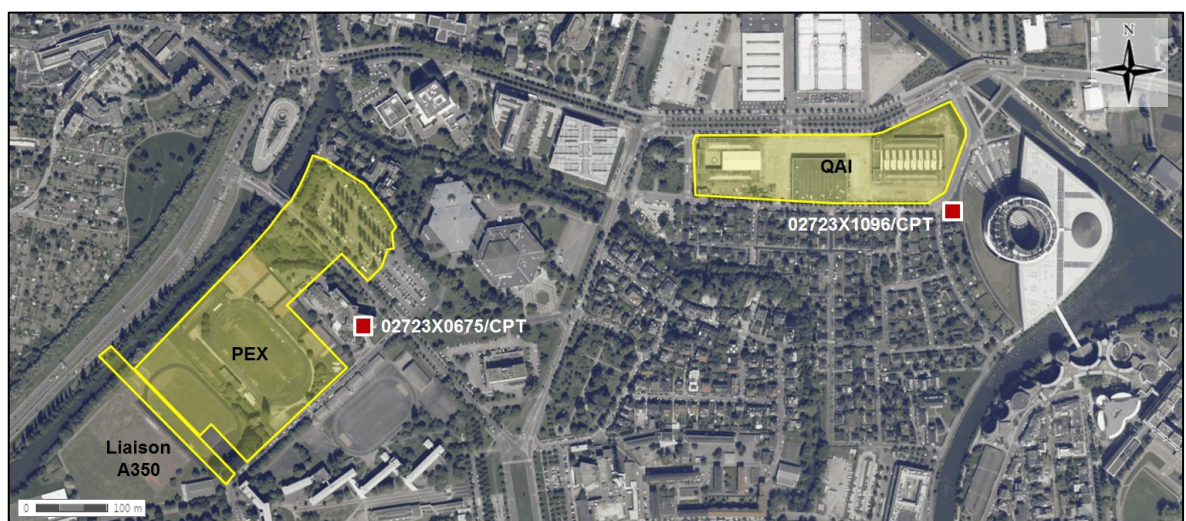 N
QAI
02723X1096/CPT
02723X0675/CPT
PEX
Liaison
A350
0 100 m